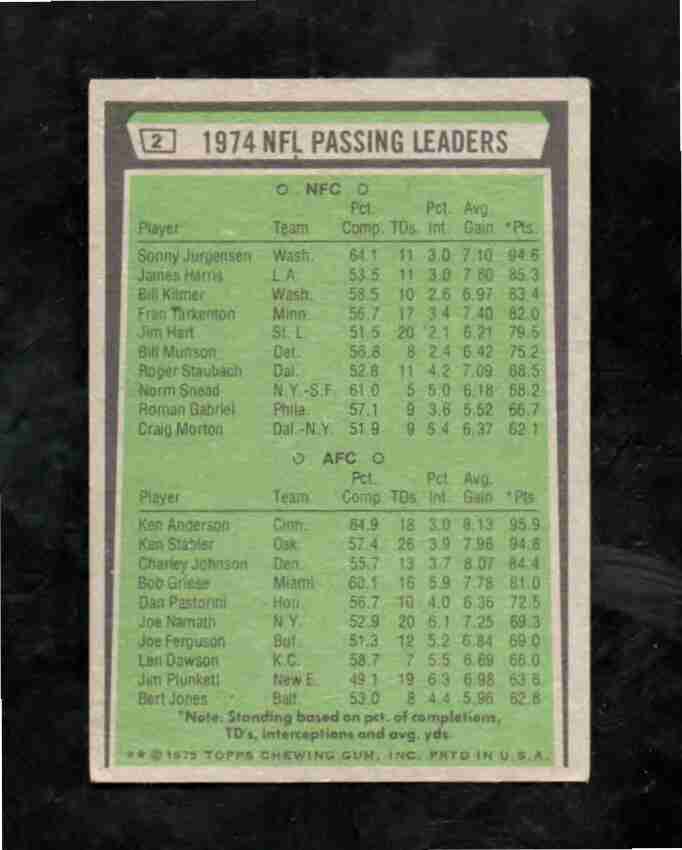 2 1974 NFL PASSING LEADERS
NFC
Pct. Pct. Avg.
Player Team Comp. TDs. Int. Gain *Pts.
Sonny Jurgensen Wash. 64.1 11 3.0 7.10 94.6
James Harris L.A. 53.5 11 3.0 7.80 85.3
Bill Kilmer Wash. 58.5 10 2.6 6.97 83.4
Fran Tarkenton Minn. 56.7 17 3.4 7.40 82.0
Jim Hart St. L. 51.5 20 2.1 6.21 79.5
Bill Munson Det. 56.8 8 2.4 6.42 75.2
Roger Staubach Dal. 52.8 11 4.2 7.09 68.5
Norm Snead N.Y.-S.F. 61.0 5 5.0 6.18 68.2
Roman Gabriel Phila. 57.1 9 3.6 5.52 66.7
Craig Morton Dal.-N.Y. 51.9 9 5.4 6.37 62.1
AFC
Pct. Pct. Avg.
Player Team Comp. TDs. Int. Gain *Pts.
Ken Anderson Cinn. 64.9 18 3.0 8.13 95.9
Ken Stabler Oak. 57.4 26 3.9 7.96 94.8
Charley Johnson Den. 55.7 13 3.7 8.07 84.4
Bob Griese Miami 60.1 16 5.9 7.78 81.0
Dan Pastorini Hou. 56.7 10 4.0 6.36 72.5
Joe Namath N.Y. 52.9 20 6.1 7.25 69.3
Joe Ferguson Buf. 51.3 12 5.2 6.84 69.0
Len Dawson K.C. 58.7 7 5.5 6.69 66.0
Jim Plunkett New E. 49.1 19 6.3 6.98 63.6
Bert Jones Balt. 53.0 8 4.4 5.96 62.8
*Note: Standing based on pct. of completions,
TD's, interceptions and avg. yds.
** © 1975 TOPPS CHEWING GUM, INC. PRTD IN U.S.A.